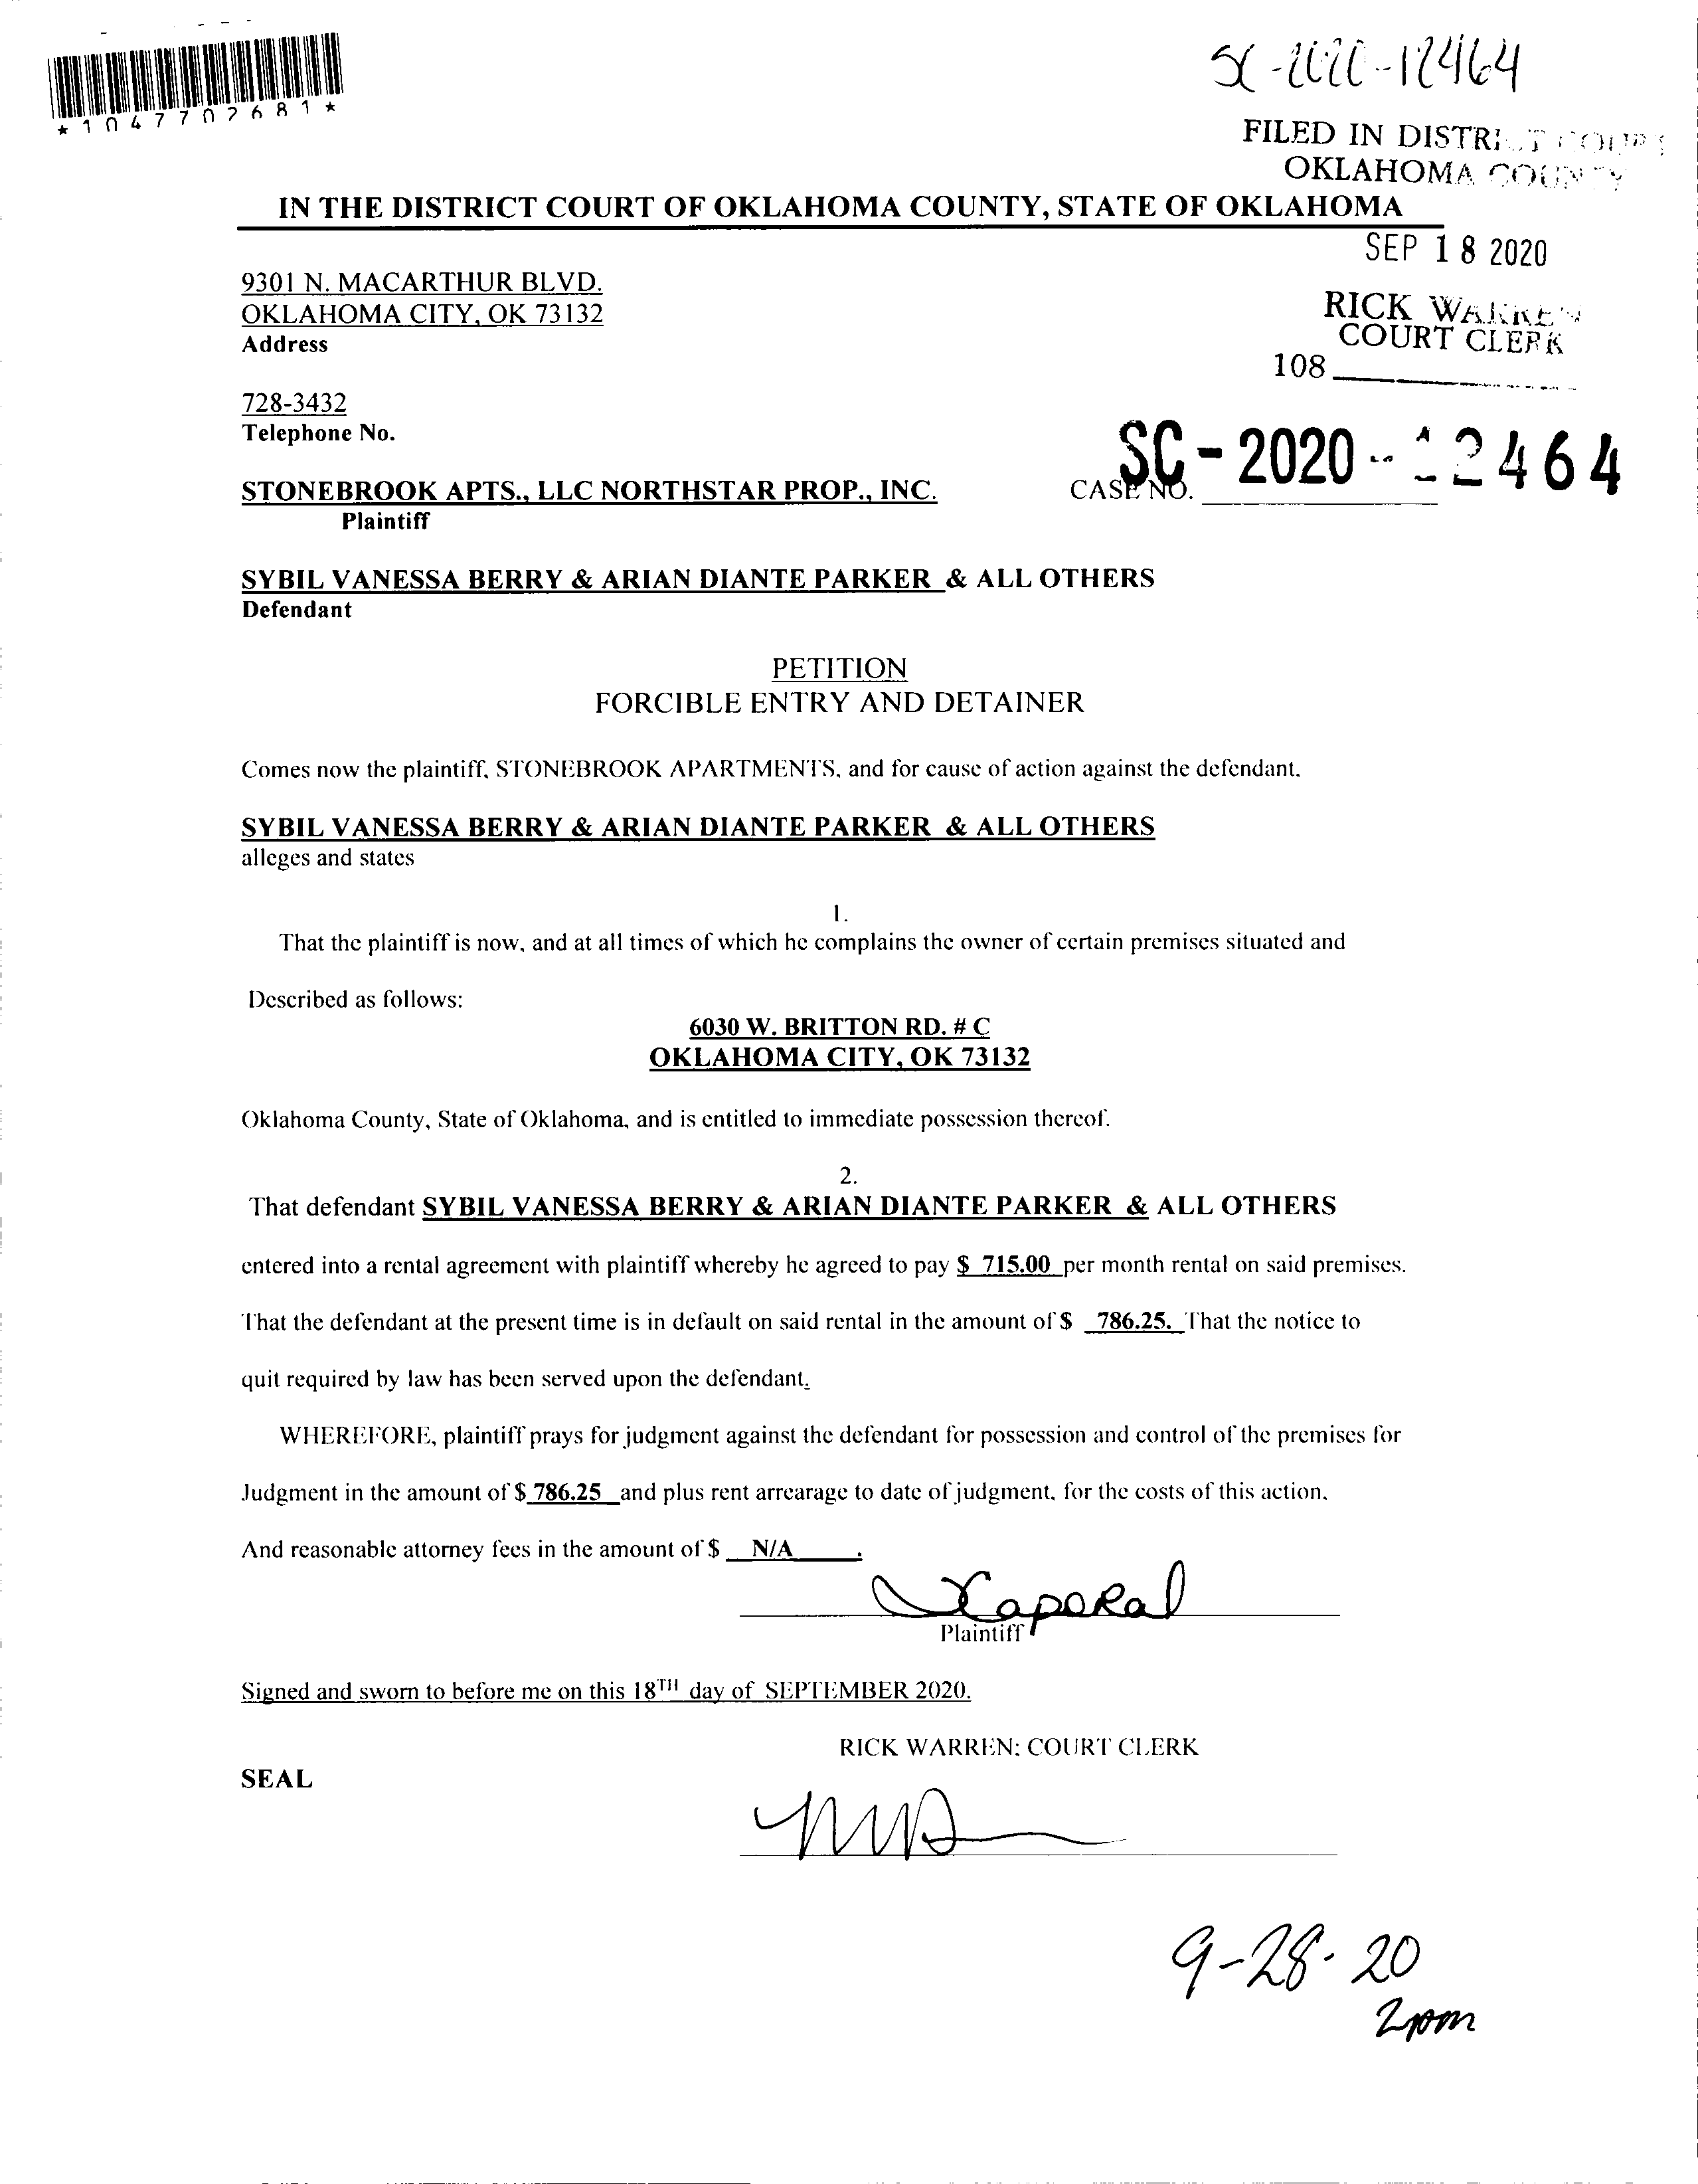 *1047702681*
SC-2020-12464
FILED IN DISTRICT COURT
OKLAHOMA COUNTY
IN THE DISTRICT COURT OF OKLAHOMA COUNTY, STATE OF OKLAHOMA
SEP 18 2020
9301 N. MACARTHUR BLVD.
OKLAHOMA CITY, OK 73132
Address
RICK WARREN
COURT CLERK
108
728-3432
Telephone No.
SC-2020-12464
STONEBROOK APTS., LLC NORTHSTAR PROP., INC.
CASE NO.
Plaintiff
SYBIL VANESSA BERRY & ARIAN DIANTE PARKER & ALL OTHERS
Defendant
PETITION
FORCIBLE ENTRY AND DETAINER
Comes now the plaintiff, STONEBROOK APARTMENTS, and for cause of action against the defendant.
SYBIL VANESSA BERRY & ARIAN DIANTE PARKER & ALL OTHERS
alleges and states
1.
That the plaintiff is now, and at all times of which he complains the owner of certain premises situated and
Described as follows:
6030 W. BRITTON RD. # C
OKLAHOMA CITY, OK 73132
Oklahoma County, State of Oklahoma, and is entitled to immediate possession thereof.
2.
That defendant SYBIL VANESSA BERRY & ARIAN DIANTE PARKER & ALL OTHERS
entered into a rental agreement with plaintiff whereby he agreed to pay $ 715.00 per month rental on said premises.
That the defendant at the present time is in default on said rental in the amount of $ 786.25. That the notice to
quit required by law has been served upon the defendant.
WHEREFORE, plaintiff prays for judgment against the defendant for possession and control of the premises for
Judgment in the amount of $ 786.25 and plus rent arrearage to date of judgment, for the costs of this action.
And reasonable attorney fees in the amount of $ N/A.
Plaintiff
Signed and sworn to before me on this 18TH day of SEPTEMBER 2020.
RICK WARREN: COURT CLERK
SEAL
9-28-20
2pm